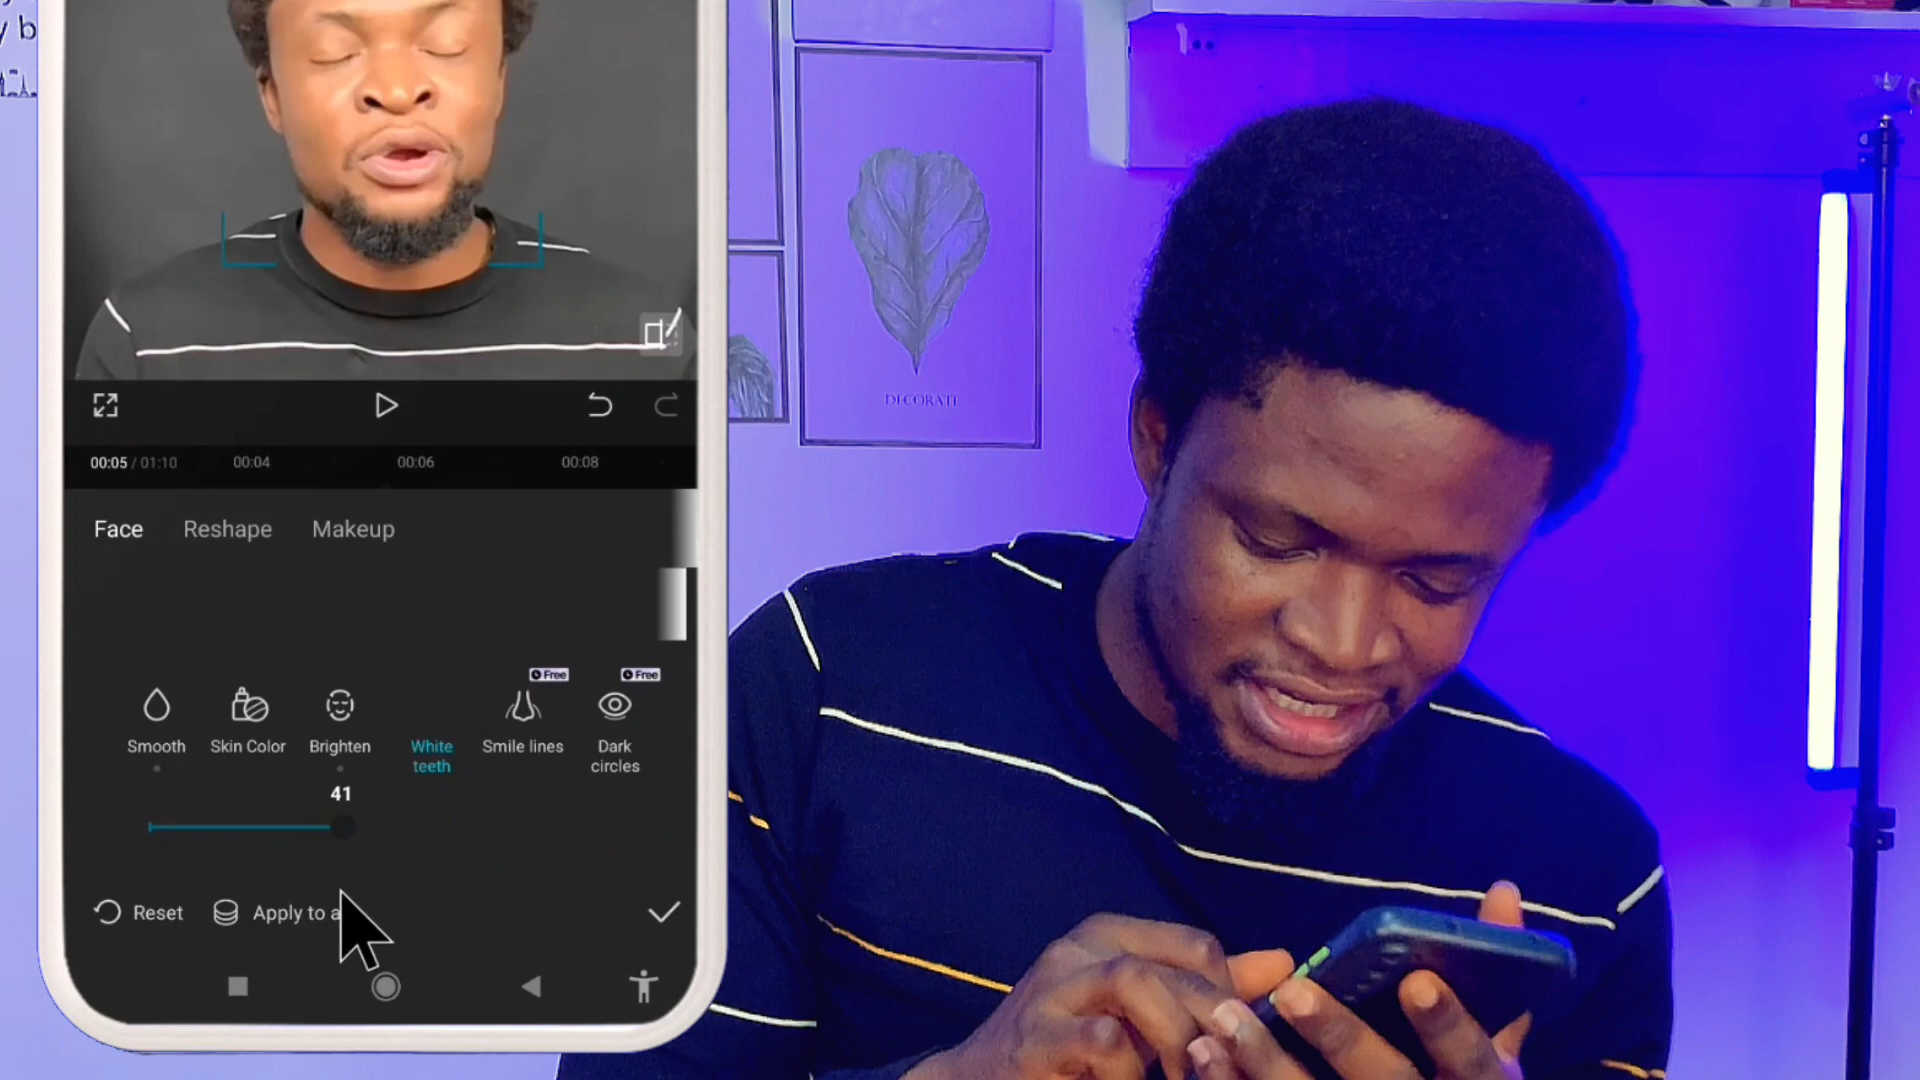 y b
DECORATI
00:05 / 01:10 00:04 00:06 00:08
Face Reshape Makeup
Free Free
Smooth Skin Color Brighten White teeth Smile lines Dark circles
41
Reset Apply to a